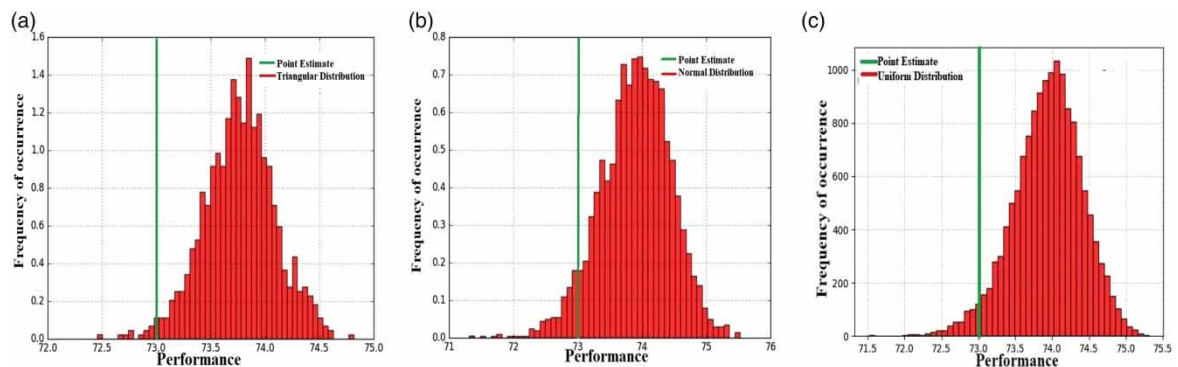 (a)
Frequency of occurrence
1.6
1.4
1.2
1.0
0.8
0.6
0.4
0.2
0.0
Point Estimate
Triangular Distribution
72.0 72.5 73.0 73.5 74.0 74.5 75.0
Performance
(b)
Frequency of occurrence
0.8
0.7
0.6
0.5
0.4
0.3
0.2
0.1
0.0
Point Estimate
Normal Distribution
71 72 73 74 75 76
Performance
(c)
Frequency of occurrence
1000
800
600
400
200
0
Point Estimate
Uniform Distribution
71.5 72.0 72.5 73.0 73.5 74.0 74.5 75.0 75.5
Performance